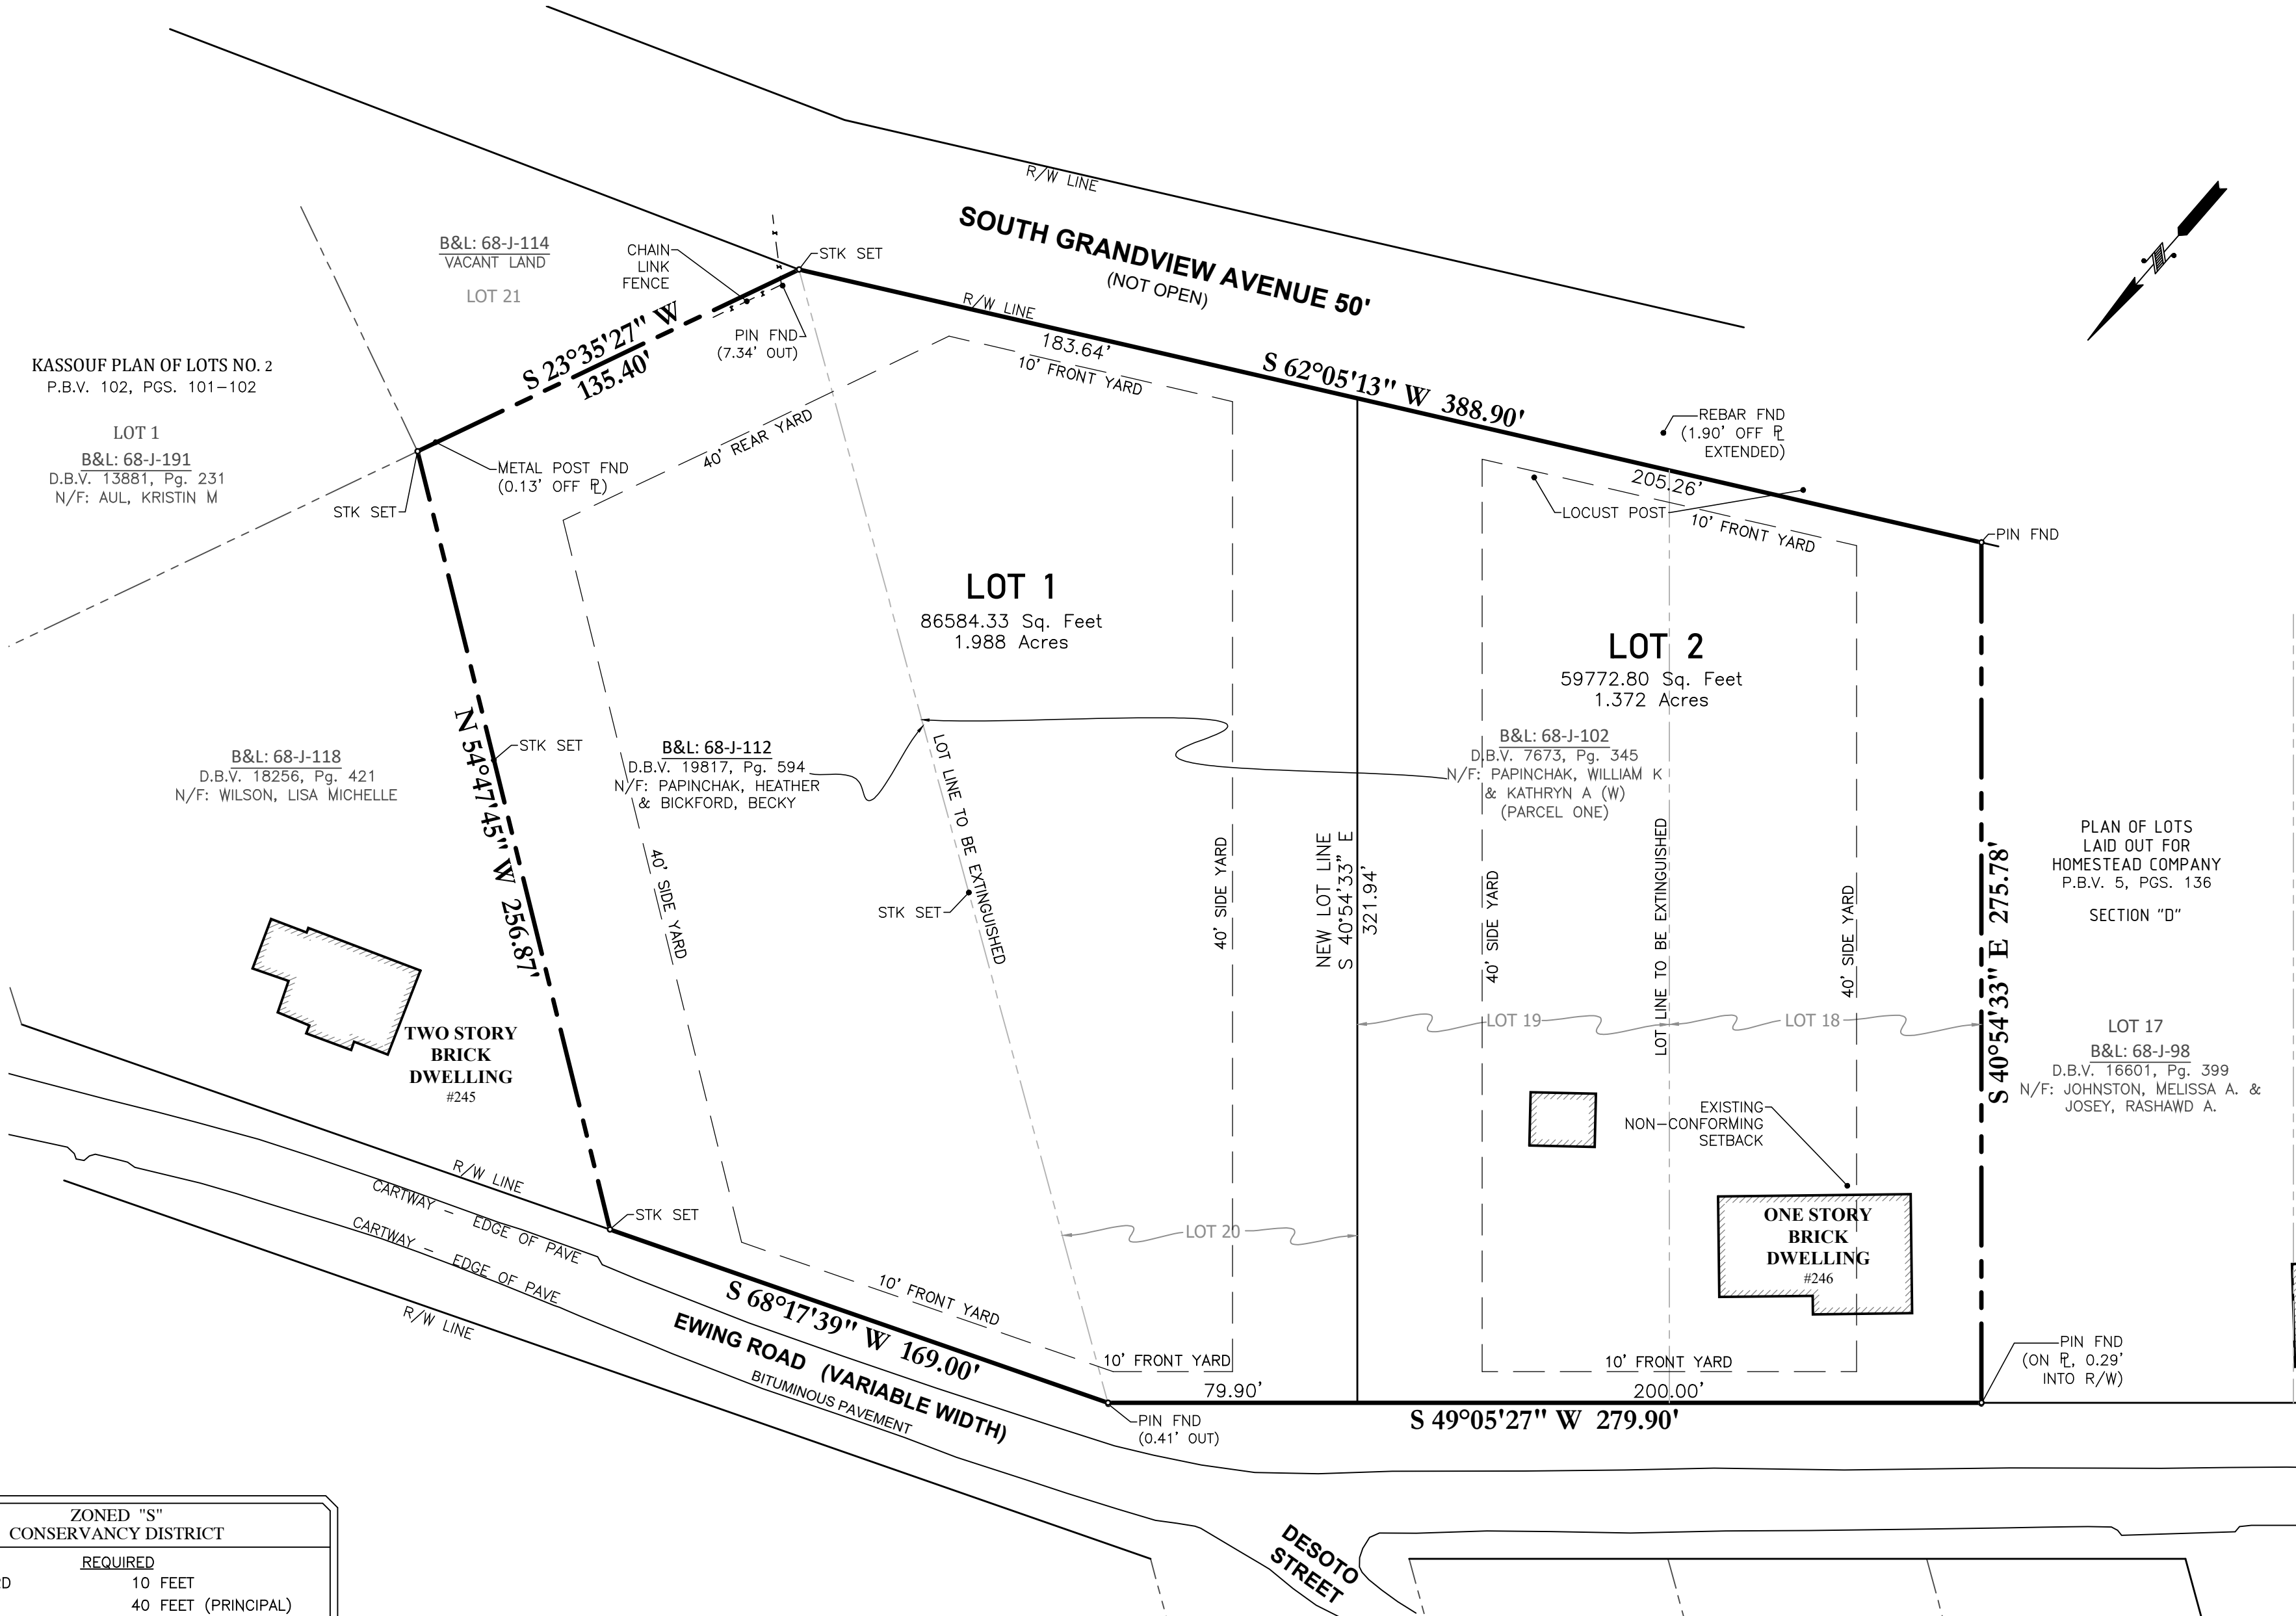 R/W LINE
SOUTH GRANDVIEW AVENUE 50'
(NOT OPEN)
B&L: 68-J-114
VACANT LAND
LOT 21
CHAIN
LINK
FENCE
STK SET
R/W LINE
PIN FND
(7.34' OUT)
S 23°35'27" W
135.40'
183.64'
10' FRONT YARD
S 62°05'13" W 388.90'
KASSOUF PLAN OF LOTS NO. 2
P.B.V. 102, PGS. 101-102
LOT 1
B&L: 68-J-191
D.B.V. 13881, Pg. 231
N/F: AUL, KRISTIN M
40' REAR YARD
REBAR FND
(1.90' OFF ⅊
EXTENDED)
METAL POST FND
(0.13' OFF ⅊)
STK SET
205.26'
LOCUST POST
10' FRONT YARD
PIN FND
LOT 1
86584.33 Sq. Feet
1.988 Acres
LOT 2
59772.80 Sq. Feet
1.372 Acres
N 54°47'45" W 256.87'
STK SET
B&L: 68-J-118
D.B.V. 18256, Pg. 421
N/F: WILSON, LISA MICHELLE
B&L: 68-J-112
D.B.V. 19817, Pg. 594
N/F: PAPINCHAK, HEATHER
& BICKFORD, BECKY
B&L: 68-J-102
D.B.V. 7673, Pg. 345
N/F: PAPINCHAK, WILLIAM K
& KATHRYN A (W)
(PARCEL ONE)
LOT LINE TO BE EXTINGUISHED
40' SIDE YARD
STK SET
40' SIDE YARD
NEW LOT LINE
S 40°54'33" E
321.94'
40' SIDE YARD
LOT LINE TO BE EXTINGUISHED
40' SIDE YARD
S 40°54'33" E 275.78'
PLAN OF LOTS
LAID OUT FOR
HOMESTEAD COMPANY
P.B.V. 5, PGS. 136
SECTION "D"
LOT 19
LOT 18
LOT 17
B&L: 68-J-98
D.B.V. 16601, Pg. 399
N/F: JOHNSTON, MELISSA A. &
JOSEY, RASHAWD A.
TWO STORY
BRICK
DWELLING
#245
EXISTING
NON-CONFORMING
SETBACK
R/W LINE
CARTWAY - EDGE OF PAVE
CARTWAY - EDGE OF PAVE
R/W LINE
STK SET
LOT 20
ONE STORY
BRICK
DWELLING
#246
10' FRONT YARD
S 68°17'39" W 169.00'
EWING ROAD (VARIABLE WIDTH)
BITUMINOUS PAVEMENT
10' FRONT YARD
79.90'
10' FRONT YARD
200.00'
PIN FND
(ON ⅊, 0.29'
INTO R/W)
PIN FND
(0.41' OUT)
S 49°05'27" W 279.90'
DESOTO
STREET
ZONED "S"
CONSERVANCY DISTRICT
REQUIRED
10 FEET
40 FEET (PRINCIPAL)